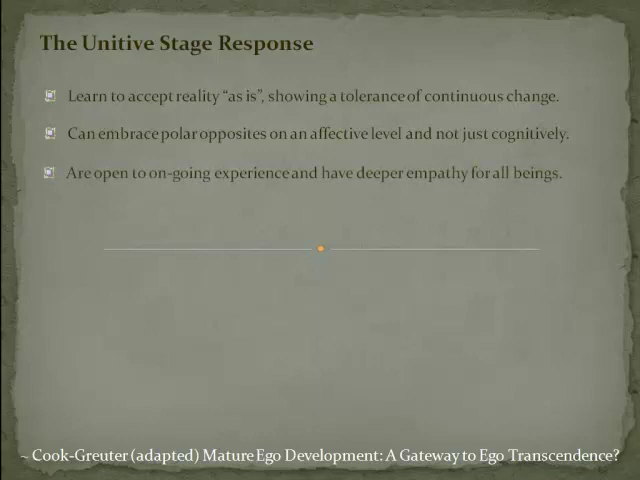 The Unitive Stage Response
Learn to accept reality “as is”, showing a tolerance of continuous change.
Can embrace polar opposites on an affective level and not just cognitively.
Are open to on-going experience and have deeper empathy for all beings.
~ Cook-Greuter (adapted) Mature Ego Development: A Gateway to Ego Transcendence?